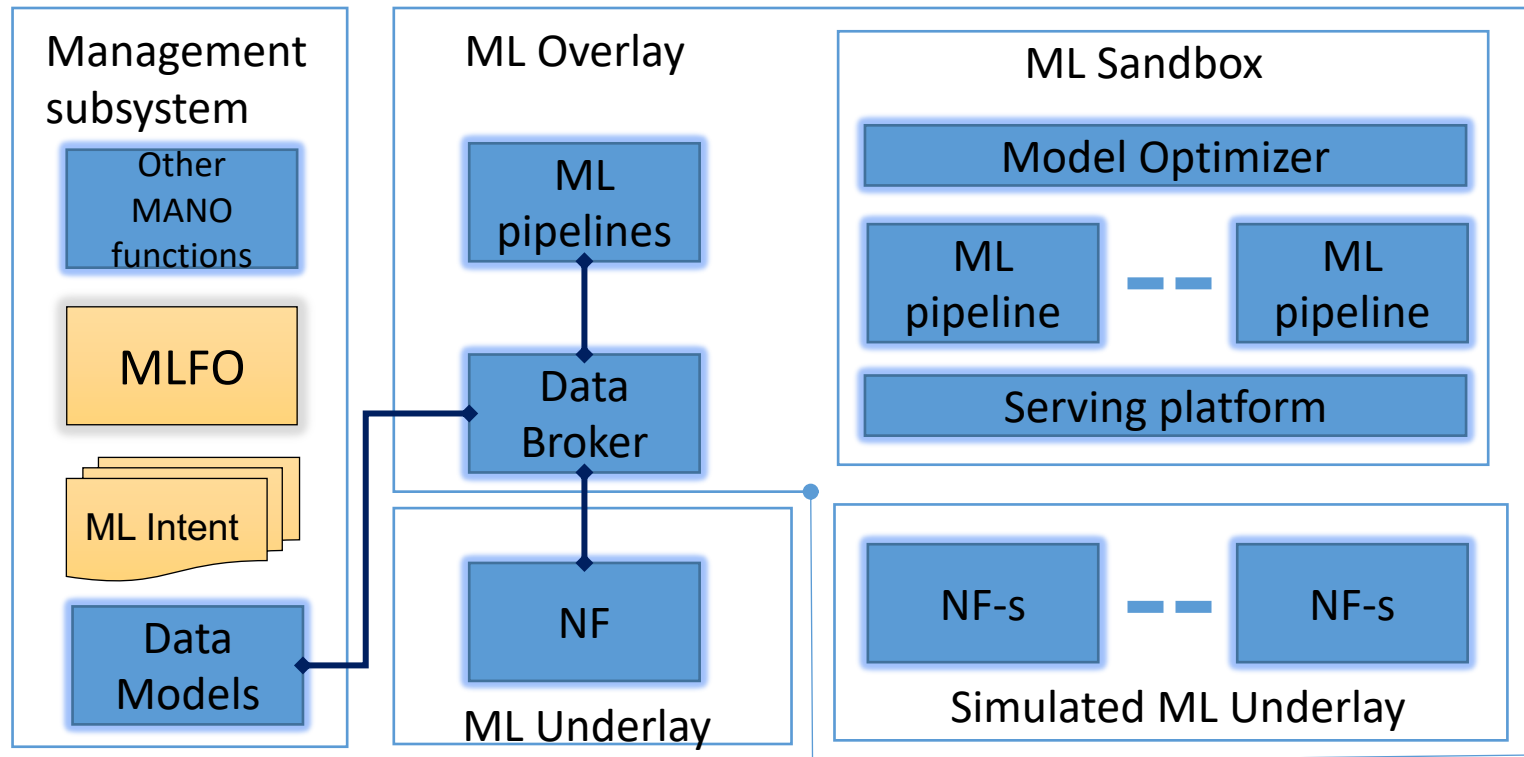 Management
subsystem
Other
MANO
functions
MLFO
ML Intent
Data
Models
ML Overlay
ML
pipelines
Data
Broker
NF
ML Underlay
ML Sandbox
Model Optimizer
ML
pipeline
ML
pipeline
Serving platform
NF-s
NF-s
Simulated ML Underlay